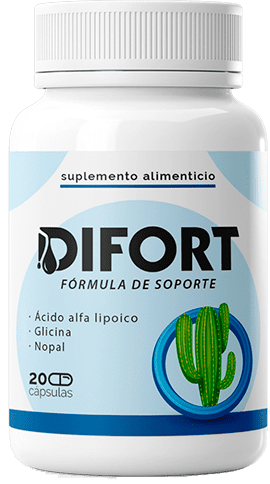 suplemento alimenticio
DIFORT
FÓRMULA DE SOPORTE
· Ácido alfa lipoico
· Glicina
· Nopal
20
cápsulas